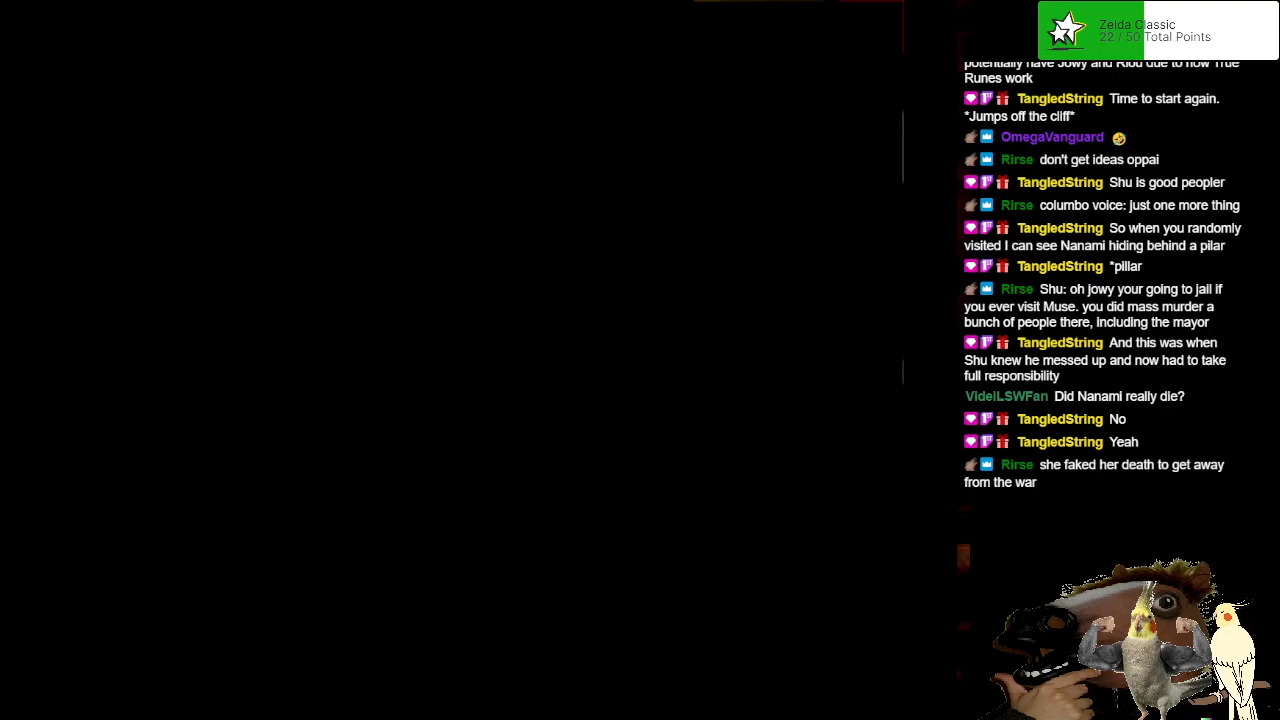 Zelda Classic
22 / 50 Total Points
potentially have Jowy and Riou due to how True
Runes work
TangledString Time to start again.
*Jumps off the cliff*
OmegaVanguard 🤣
Rirse don't get ideas oppai
TangledString Shu is good peopler
Rirse columbo voice: just one more thing
TangledString So when you randomly
visited I can see Nanami hiding behind a pilar
TangledString *pillar
Rirse Shu: oh jowy your going to jail if
you ever visit Muse. you did mass murder a
bunch of people there, including the mayor
TangledString And this was when
Shu knew he messed up and now had to take
full responsibility
VidelLSWFan Did Nanami really die?
TangledString No
TangledString Yeah
Rirse she faked her death to get away
from the war